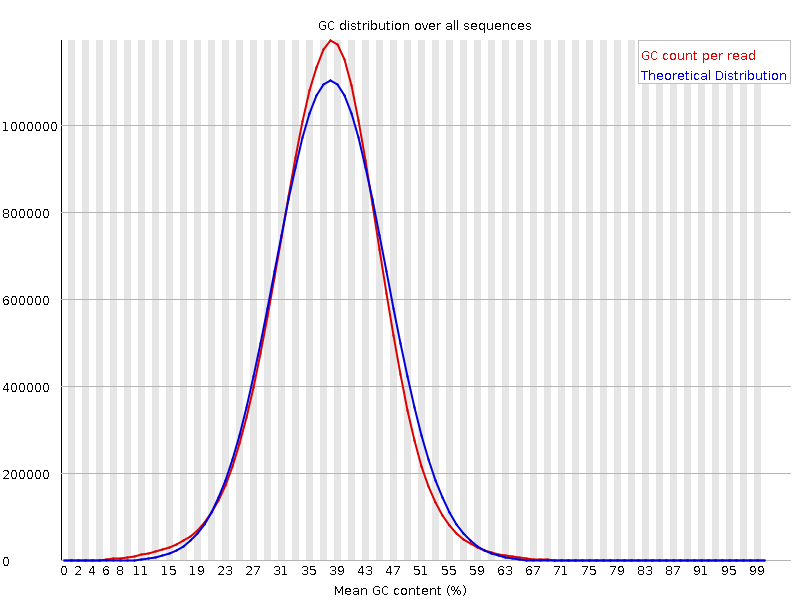 GC distribution over all sequences
GC count per read
Theoretical Distribution
1000000
800000
600000
400000
200000
0
0 2 4 6 8 11 15 19 23 27 31 35 39 43 47 51 55 59 63 67 71 75 79 83 87 91 95 99
Mean GC content (%)